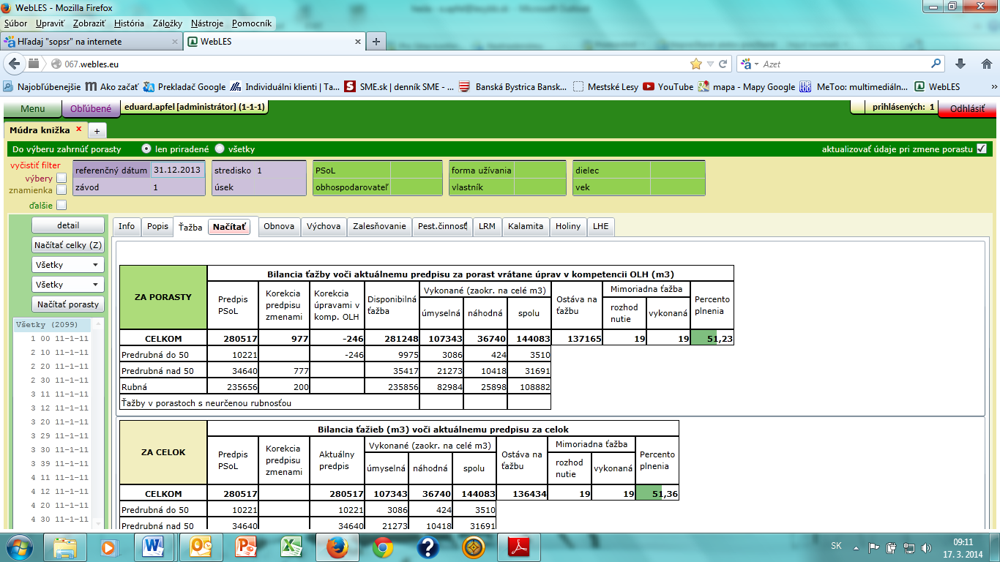 WebLES - Mozilla Firefox
Súbor Upraviť Zobraziť História Záložky Nástroje Pomocník
Hľadaj "sopsr" na internete × WebLES × +
067.webles.eu Azet
Najobľúbenejšie Ako začať Prekladač Google Individuálni klienti | Ta... SME.sk | denník SME - ... Banská Bystrica Bansk... Mestské Lesy YouTube mapa - Mapy Google MeToo: multimediáln... WebLES »
Menu Obľúbené eduard.apfel [administrátor] (1-1-1) prihlásených: 1 Odhlásiť
Múdra knižka x +
Do výberu zahrnúť porasty len priradené všetky aktualizovať údaje pri zmene porastu
vyčistiť filter
výbery
znamienka
ďalšie
referenčný dátum 31.12.2013 stredisko 1 PSoL forma užívania dielec
závod 1 úsek obhospodarovateľ vlastník vek
detail
Načítať celky (Z)
Všetky
Všetky
Načítať porasty
Všetky (2099)
1 00 11-1-11
2 10 11-1-11
2 20 11-1-11
2 30 11-1-11
3 11 11-1-11
3 12 11-1-11
3 20 11-1-11
3 29 11-1-11
3 30 11-1-11
3 39 11-1-11
4 11 11-1-11
4 12 11-1-11
4 20 11-1-11
4 30 11-1-11
Info Popis Ťažba Načítať Obnova Výchova Zalesňovanie Pest.činnosť LRM Kalamita Holiny LHE
ZA PORASTY
Bilancia ťažby voči aktuálnemu predpisu za porast vrátane úprav v kompetencii OLH (m3)
Predpis PSoL
Korekcia predpisu zmenami
Korekcia úpravami v komp. OLH
Disponibilná ťažba
Vykonané (zaokr. na celé m3)
úmyselná náhodná spolu
Ostáva na ťažbu
Mimoriadna ťažba
rozhod nutie vykonaná
Percento plnenia
CELKOM 280517 977 -246 281248 107343 36740 144083 137165 19 19 51,23
Predrubná do 50 10221 -246 9975 3086 424 3510
Predrubná nad 50 34640 777 35417 21273 10418 31691
Rubná 235656 200 235856 82984 25898 108882
Ťažby v porastoch s neurčenou rubnosťou
ZA CELOK
Bilancia ťažieb (m3) voči aktuálnemu predpisu za celok
Predpis PSoL
Korekcia predpisu zmenami
Aktuálny predpis
Vykonané (zaokr. na celé m3)
úmyselná náhodná spolu
Ostáva na ťažbu
Mimoriadna ťažba
rozhod nutie vykonaná
Percento plnenia
CELKOM 280517 280517 107343 36740 144083 136434 19 19 51,36
Predrubná do 50 10221 10221 3086 424 3510
Predrubná nad 50 34640 34640 21273 10418 31691
SK 09:11
17. 3. 2014